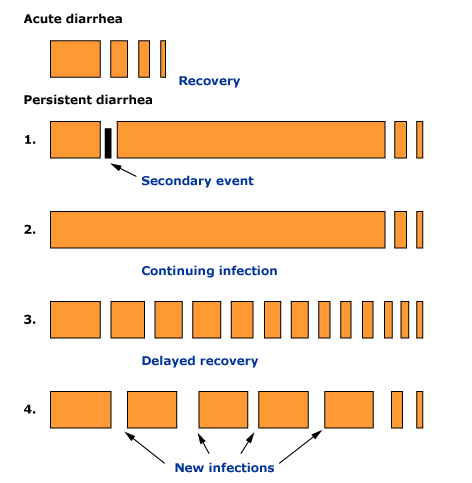 Acute diarrhea
Recovery
Persistent diarrhea
1.
Secondary event
2.
Continuing infection
3.
Delayed recovery
4.
New infections